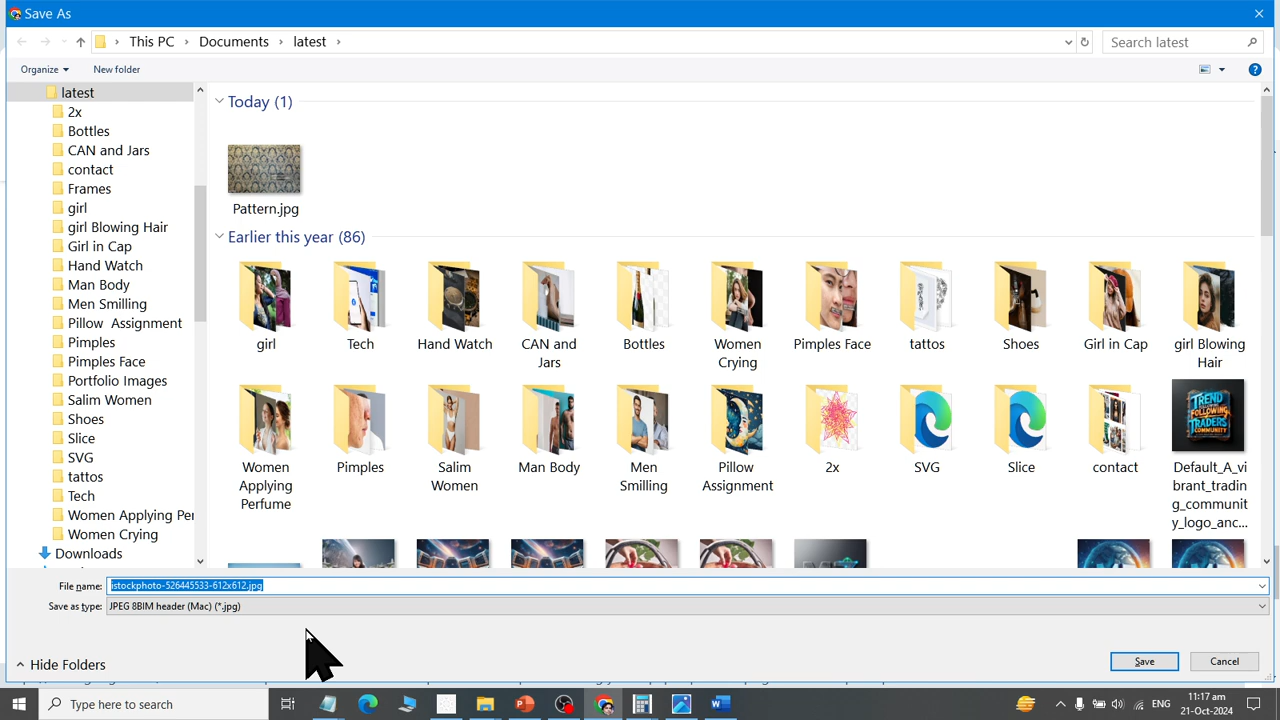 Save As
This PC > Documents > latest >
Search latest
Organize
New folder
latest
2x
Bottles
CAN and Jars
contact
Frames
girl
girl Blowing Hair
Girl in Cap
Hand Watch
Man Body
Men Smilling
Pillow Assignment
Pimples
Pimples Face
Portfolio Images
Salim Women
Shoes
Slice
SVG
tattos
Tech
Women Applying Per
Women Crying
Downloads
Today (1)
Pattern.jpg
Earlier this year (86)
girl
Tech
Hand Watch
CAN and
Jars
Bottles
Women
Crying
Pimples Face
tattos
Shoes
Girl in Cap
girl Blowing
Hair
Women
Applying
Perfume
Pimples
Salim
Women
Man Body
Men
Smilling
Pillow
Assignment
2x
SVG
Slice
contact
TREND
FOLLOWING
TRADERS
COMMUNITY
Default_A_vi
brant_tradin
g_communit
y_logo_anc...
File name:
istockphoto-526445533-612x612.jpg
Save as type:
JPEG 8BIM header (Mac) (*.jpg)
Hide Folders
Save
Cancel
Type here to search
ENG
11:17 am
21-Oct-2024